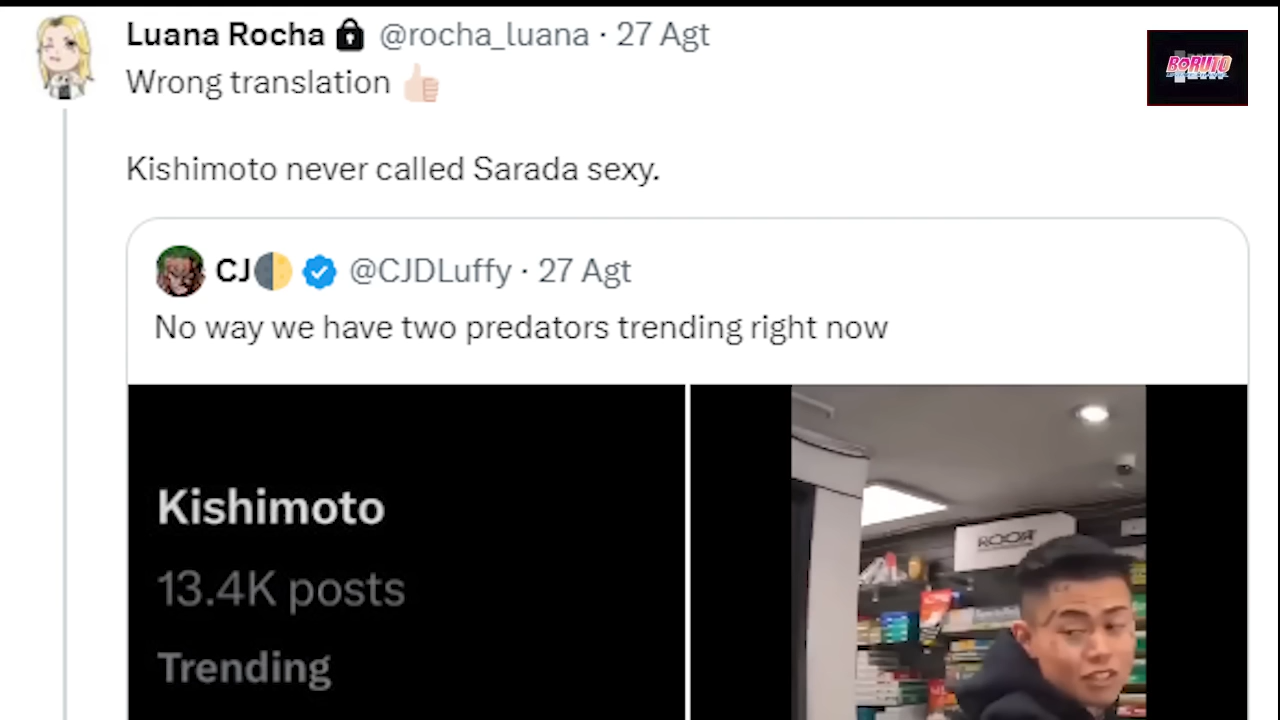 Luana Rocha 🔒 @rocha_luana · 27 Agt
Wrong translation 👍🏻
Kishimoto never called Sarada sexy.
CJ🌗 @CJDLuffy · 27 Agt
No way we have two predators trending right now
Kishimoto
13.4K posts
Trending
BORUTO
ROOR